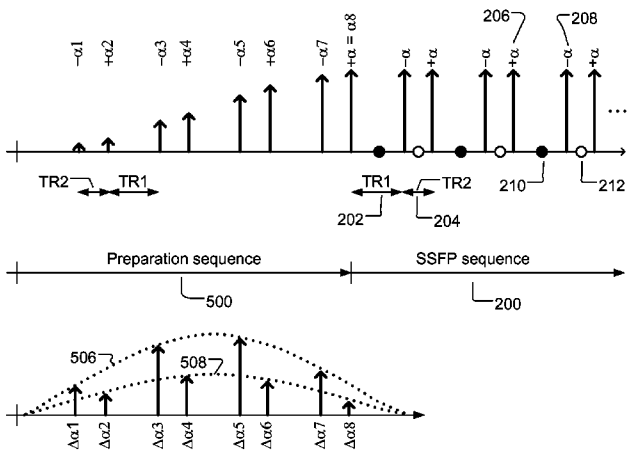 −α1 +α2 −α3 +α4 −α5 +α6 −α7 +α = α8 −α +α −α +α −α +α
206 208
...
TR2 TR1 TR1 TR2 210 212
202 204
Preparation sequence SSFP sequence
500 200
506 508
Δα1 Δα2 Δα3 Δα4 Δα5 Δα6 Δα7 Δα8